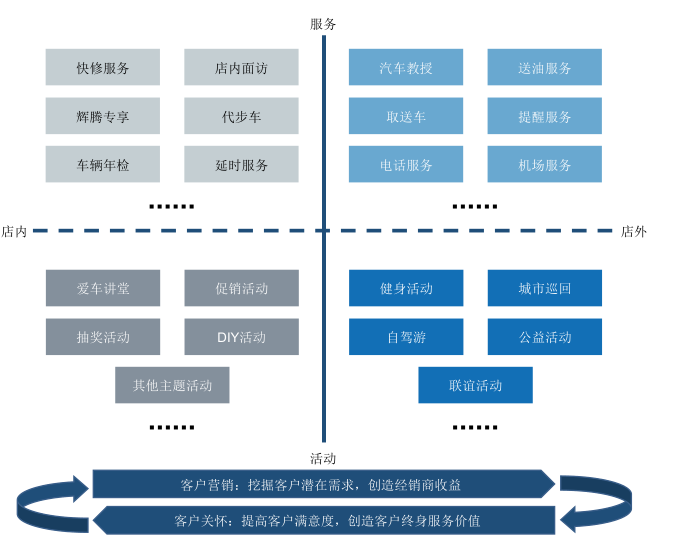 服务
快修服务
店内面访
汽车教授
送油服务
辉腾专享
代步车
取送车
提醒服务
车辆年检
延时服务
电话服务
机场服务
......
......
店内
店外
爱车讲堂
促销活动
健身活动
城市巡回
抽奖活动
DIY活动
自驾游
公益活动
其他主题活动
联谊活动
......
......
活动
客户营销：挖掘客户潜在需求，创造经销商收益
客户关怀：提高客户满意度，创造客户终身服务价值